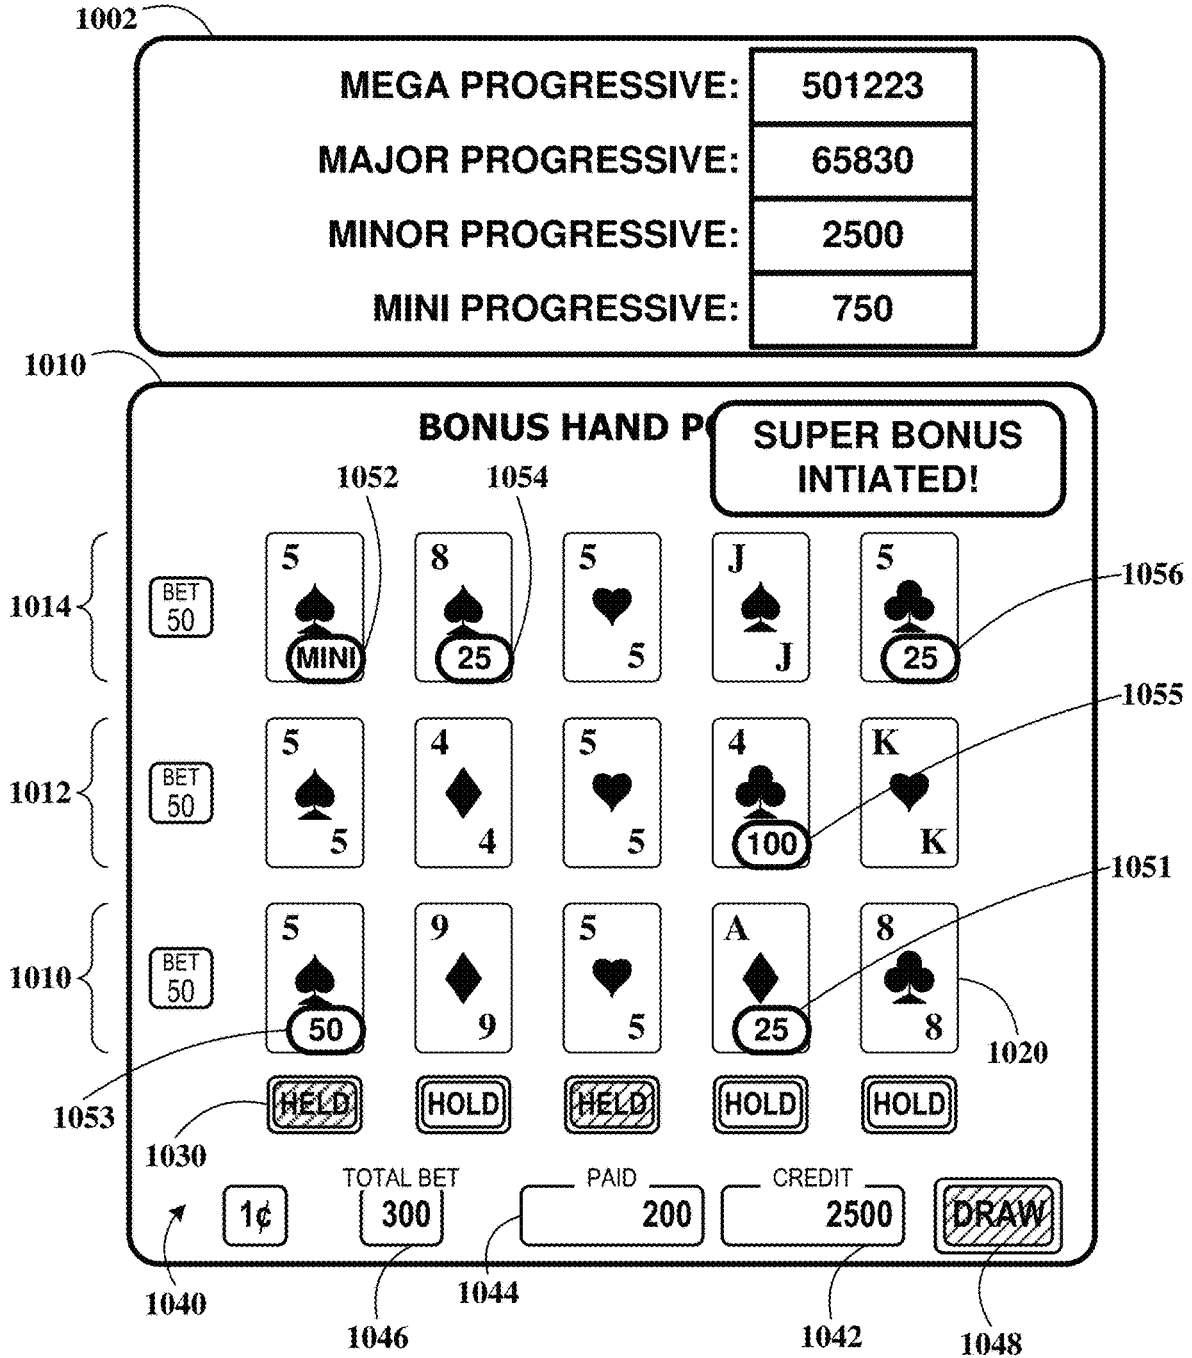 1002
MEGA PROGRESSIVE: 501223
MAJOR PROGRESSIVE: 65830
MINOR PROGRESSIVE: 2500
MINI PROGRESSIVE: 750
1010
BONUS HAND
SUPER BONUS
INTIATED!
1052 1054
5 8 5 J 5
1056
1014 BET
50
MINI 25 5 J 25
1055
5 4 5 4 K
1012 BET
50
5 4 5 100 K
1051
5 9 5 A 8
1010 BET
50
50 9 5 25 8
1020
HELD HOLD HELD HOLD HOLD
1053
1030
TOTAL BET PAID CREDIT
1¢ 300 200 2500 DRAW
1040 1044
1046 1042 1048